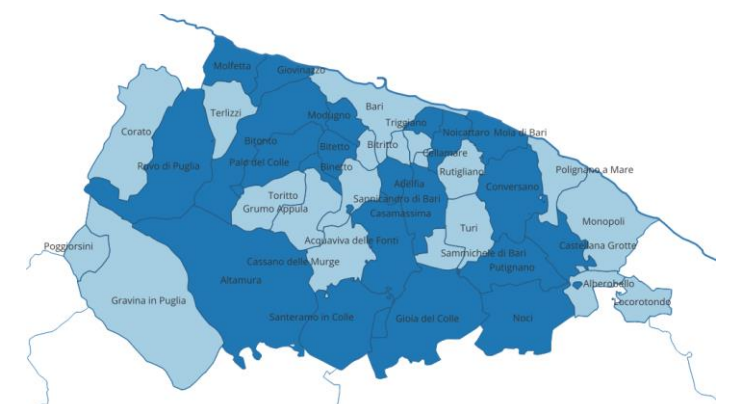 Molfetta
Giovinazzo
Bari
Modugno
Terlizzi
Triggiano
Corato
Noicattaro
Mola di Bari
Bitonto
Bitetto
Bitritto
Cellamare
Palo del Colle
Ruvo di Puglia
Binetto
Rutigliano
Polignano a Mare
Adelfia
Conversano
Toritto
Sannicandro di Bari
Grumo Appula
Casamassima
Monopoli
Turi
Acquaviva delle Fonti
Poggiorsini
Castellana Grotte
Sammichele di Bari
Cassano delle Murge
Putignano
Altamura
Alberobello
Gravina in Puglia
Locorotondo
Santeramo in Colle
Gioia del Colle
Noci